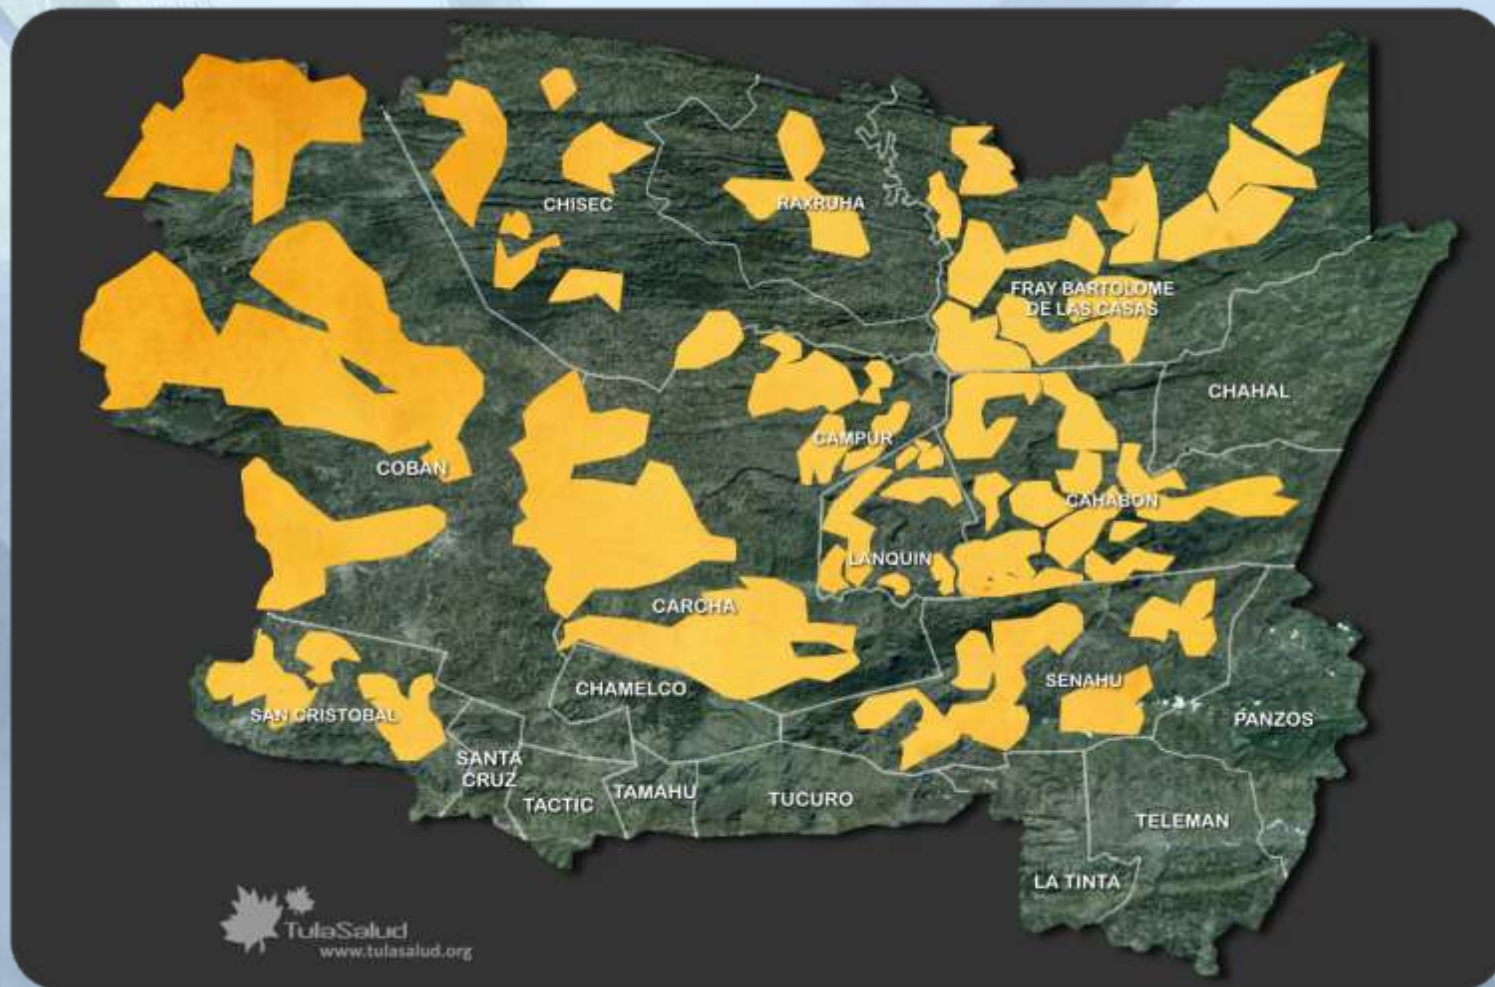 CHISEC
RAXRUHA
FRAY BARTOLOME
DE LAS CASAS
CHAHAL
CAMPUR
COBAN
CAHABON
LANQUIN
CARCHA
SENAHU
CHAMELCO
SAN CRISTOBAL
PANZOS
SANTA
CRUZ
TACTIC
TAMAHU
TUCURO
TELEMAN
LA TINTA
TulaSalud
www.tulasalud.org